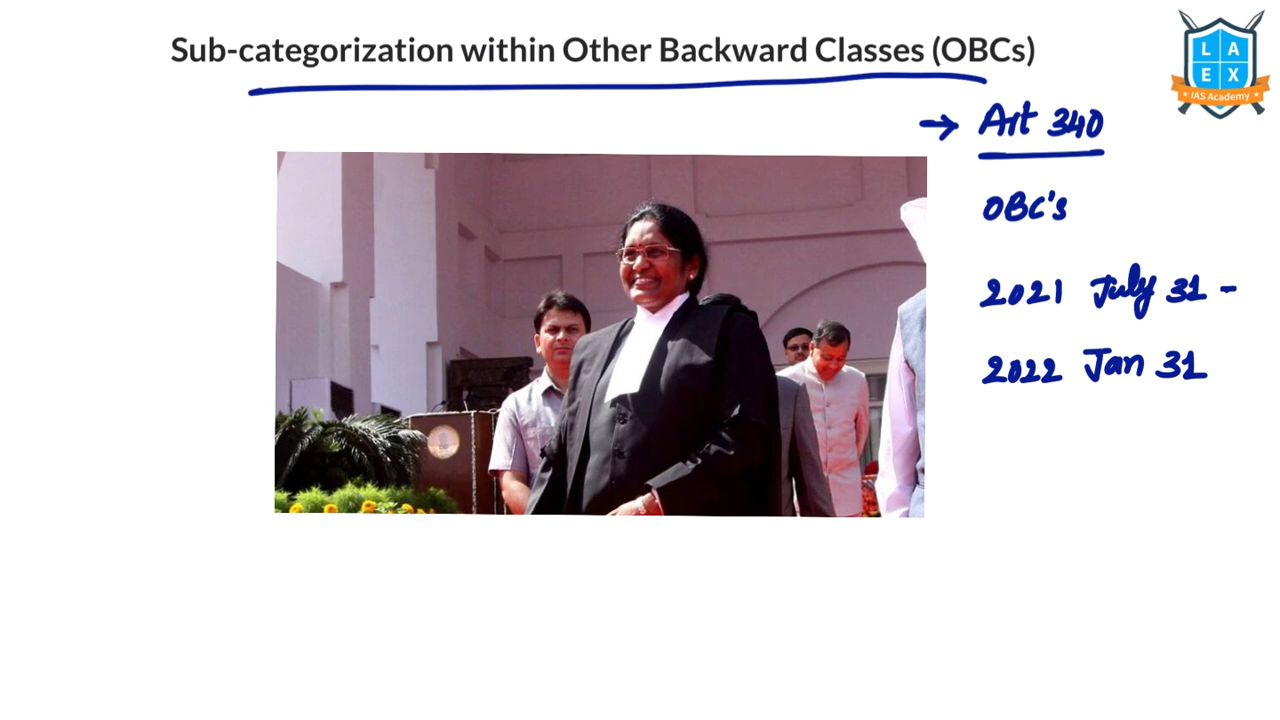 Sub-categorization within Other Backward Classes (OBCs)
L A
E X
IAS Academy
→ Art 340
OBC's
2021 July 31 -
2022 Jan 31